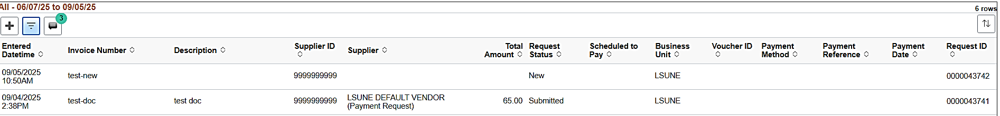 All - 06/07/25 to 09/05/25
6 rows
3
Entered Datetime Invoice Number Description Supplier ID Supplier Total Amount Request Status Scheduled to Pay Business Unit Voucher ID Payment Method Payment Reference Payment Date Request ID
09/05/2025 10:50AM test-new 9999999999 New LSUNE 0000043742
09/04/2025 2:38PM test-doc test doc 9999999999 LSUNE DEFAULT VENDOR (Payment Request) 65.00 Submitted LSUNE 0000043741